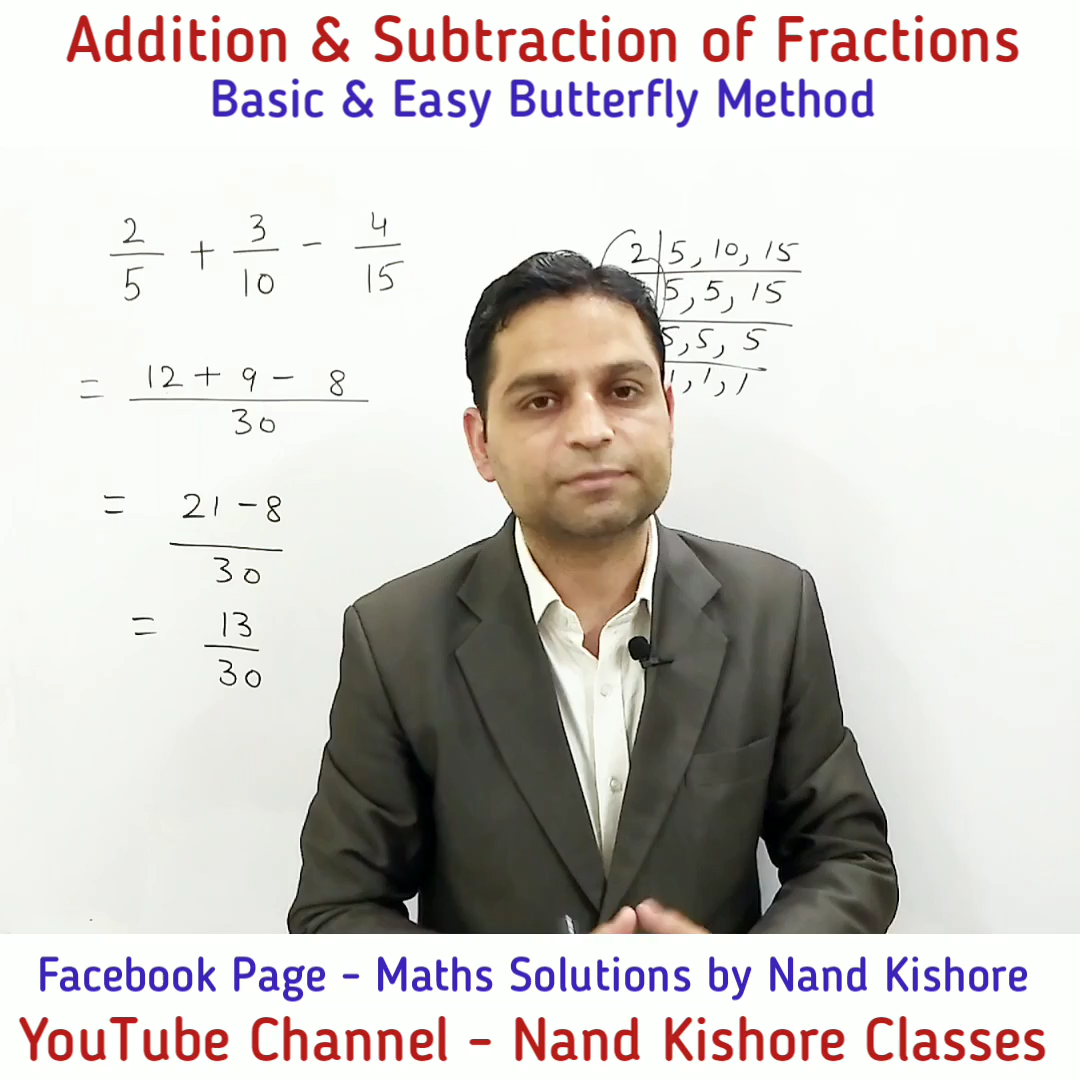 Addition & Subtraction of Fractions
Basic & Easy Butterfly Method
2/5 + 3/10 - 4/15
= 12 + 9 - 8 / 30
= 21 - 8 / 30
= 13/30
2 | 5, 10, 15
5, 5, 15
5, 5, 5
1, 1, 1
Facebook Page - Maths Solutions by Nand Kishore
YouTube Channel - Nand Kishore Classes